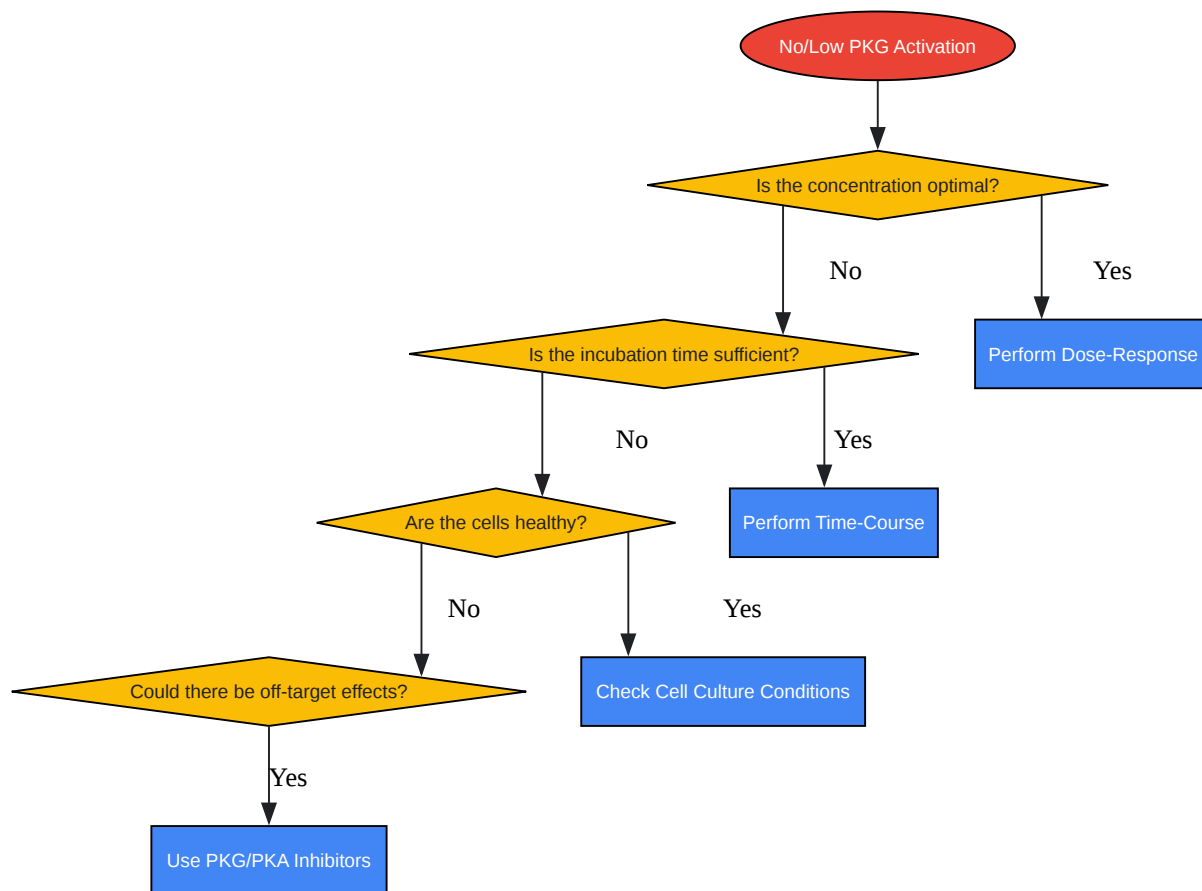 No/Low PKG Activation
Is the concentration optimal?
No
Yes
Is the incubation time sufficient?
Perform Dose-Response
No
Yes
Are the cells healthy?
Perform Time-Course
No
Yes
Could there be off-target effects?
Check Cell Culture Conditions
Yes
Use PKG/PKA Inhibitors